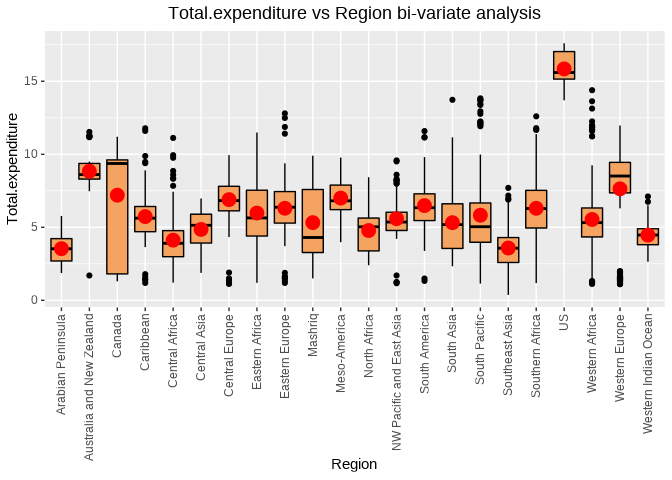 Total.expenditure vs Region bi-variate analysis
Total.expenditure
15
10
5
0
Arabian Peninsula
Australia and New Zealand
Canada
Caribbean
Central Africa
Central Asia
Central Europe
Eastern Africa
Eastern Europe
Mashriq
Meso-America
North Africa
NW Pacific and East Asia
South America
South Asia
South Pacific
Southeast Asia
Southern Africa
US
Western Africa
Western Europe
Western Indian Ocean
Region